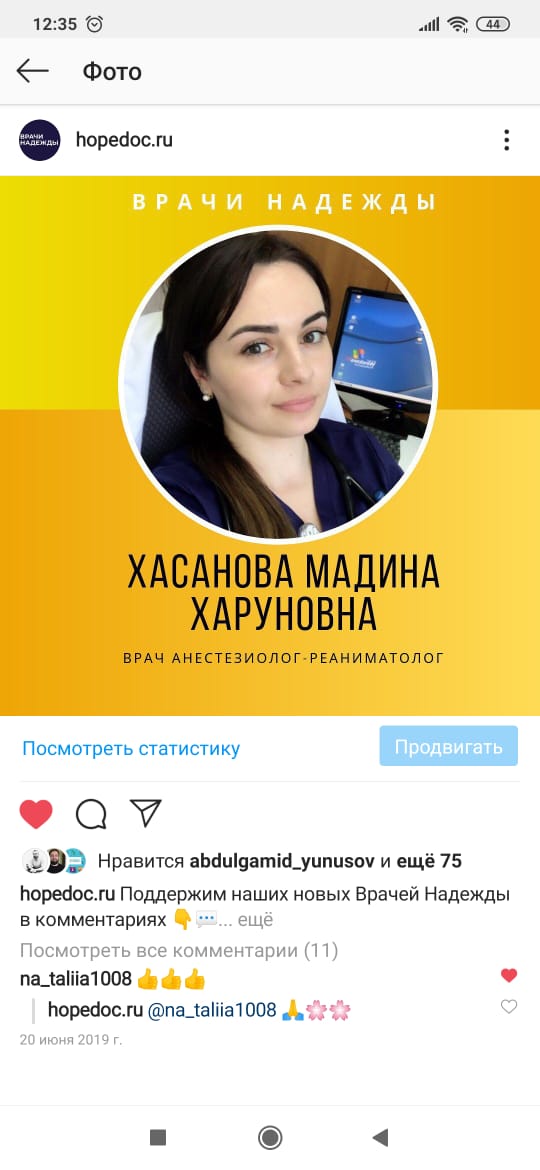 12:35
44
Фото
ВРАЧИ
НАДЕЖДЫ
hopedoc.ru
ВРАЧИ НАДЕЖДЫ
ХАСАНОВА МАДИНА
ХАРУНОВНА
ВРАЧ АНЕСТЕЗИОЛОГ-РЕАНИМАТОЛОГ
Посмотреть статистику
Продвигать
Нравится abdulgamid_yunusov и ещё 75
hopedoc.ru Поддержим наших новых Врачей Надежды
в комментариях 👇💬... ещё
Посмотреть все комментарии (11)
na_taliia1008 👍👍👍
hopedoc.ru @na_taliia1008 🙏🌸🌸
20 июня 2019 г.